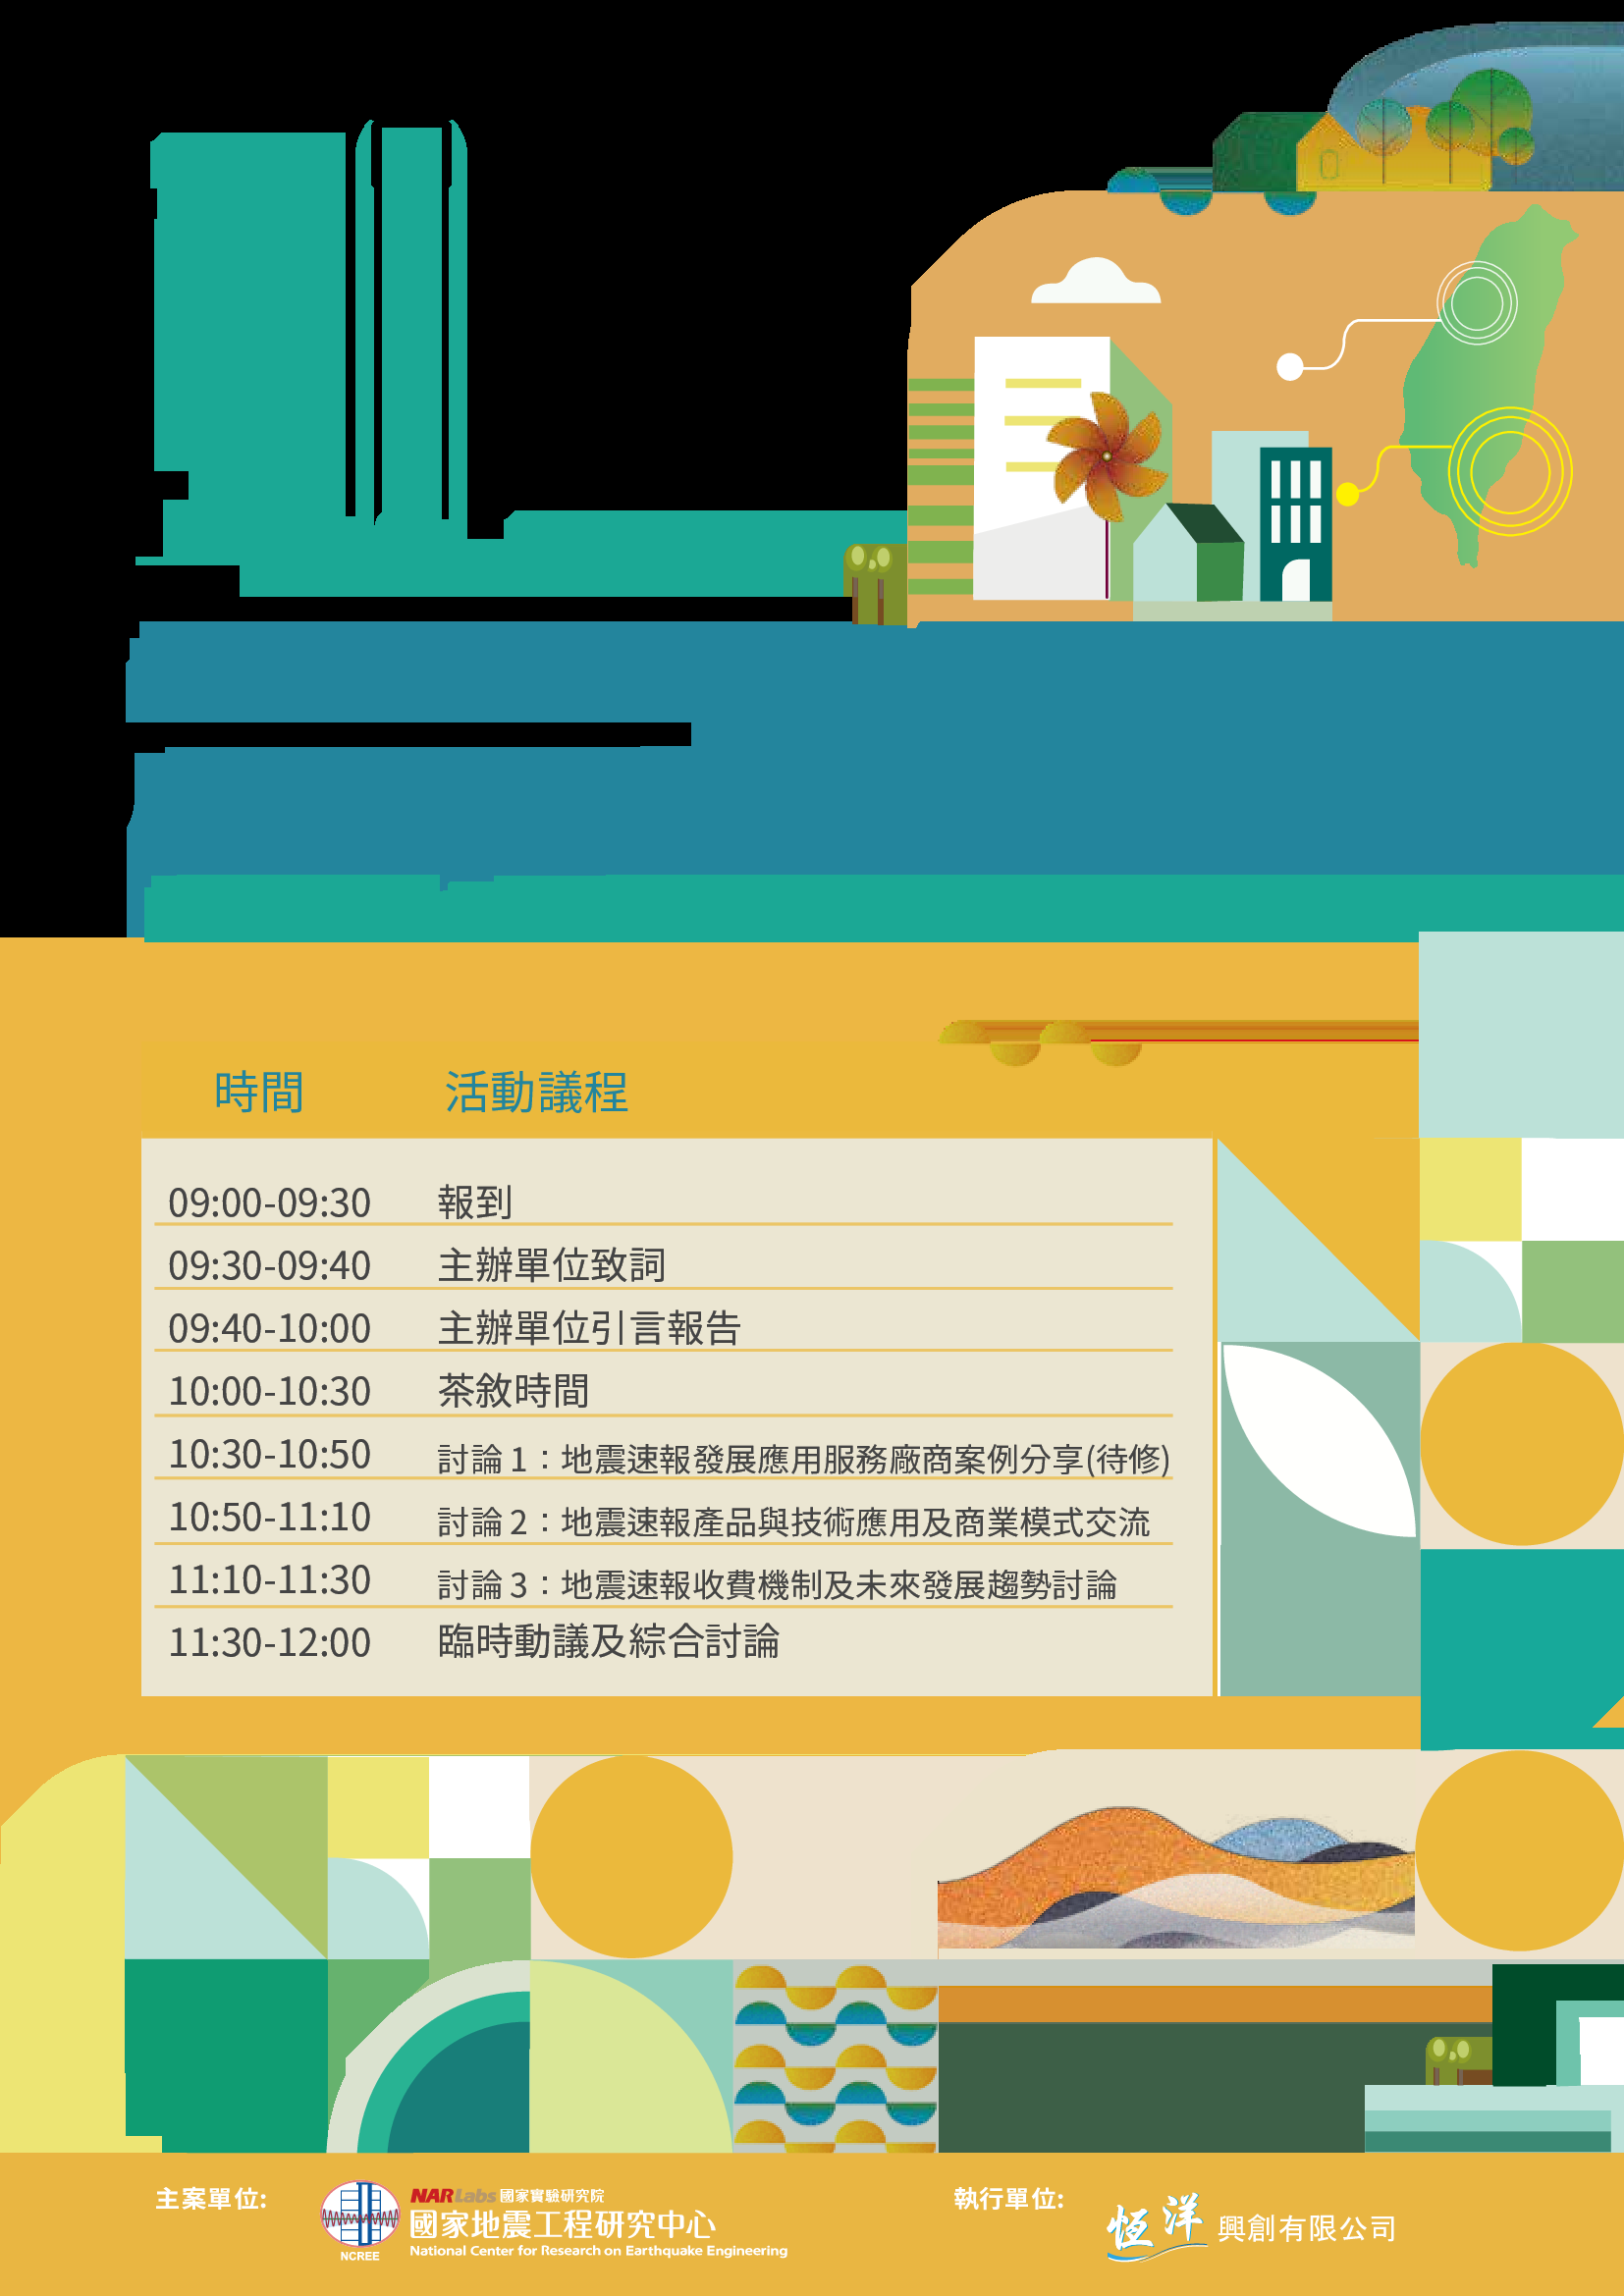 時間 活動議程
09:00-09:30 報到
09:30-09:40 主辦單位致詞
09:40-10:00 主辦單位引言報告
10:00-10:30 茶敘時間
10:30-10:50 討論 1：地震速報發展應用服務廠商案例分享(待修)
10:50-11:10 討論 2：地震速報產品與技術應用及商業模式交流
11:10-11:30 討論 3：地震速報收費機制及未來發展趨勢討論
11:30-12:00 臨時動議及綜合討論
主案單位:
NCREE
NARLabs 國家實驗研究院
國家地震工程研究中心
National Center for Research on Earthquake Engineering
執行單位:
恆洋 興創有限公司